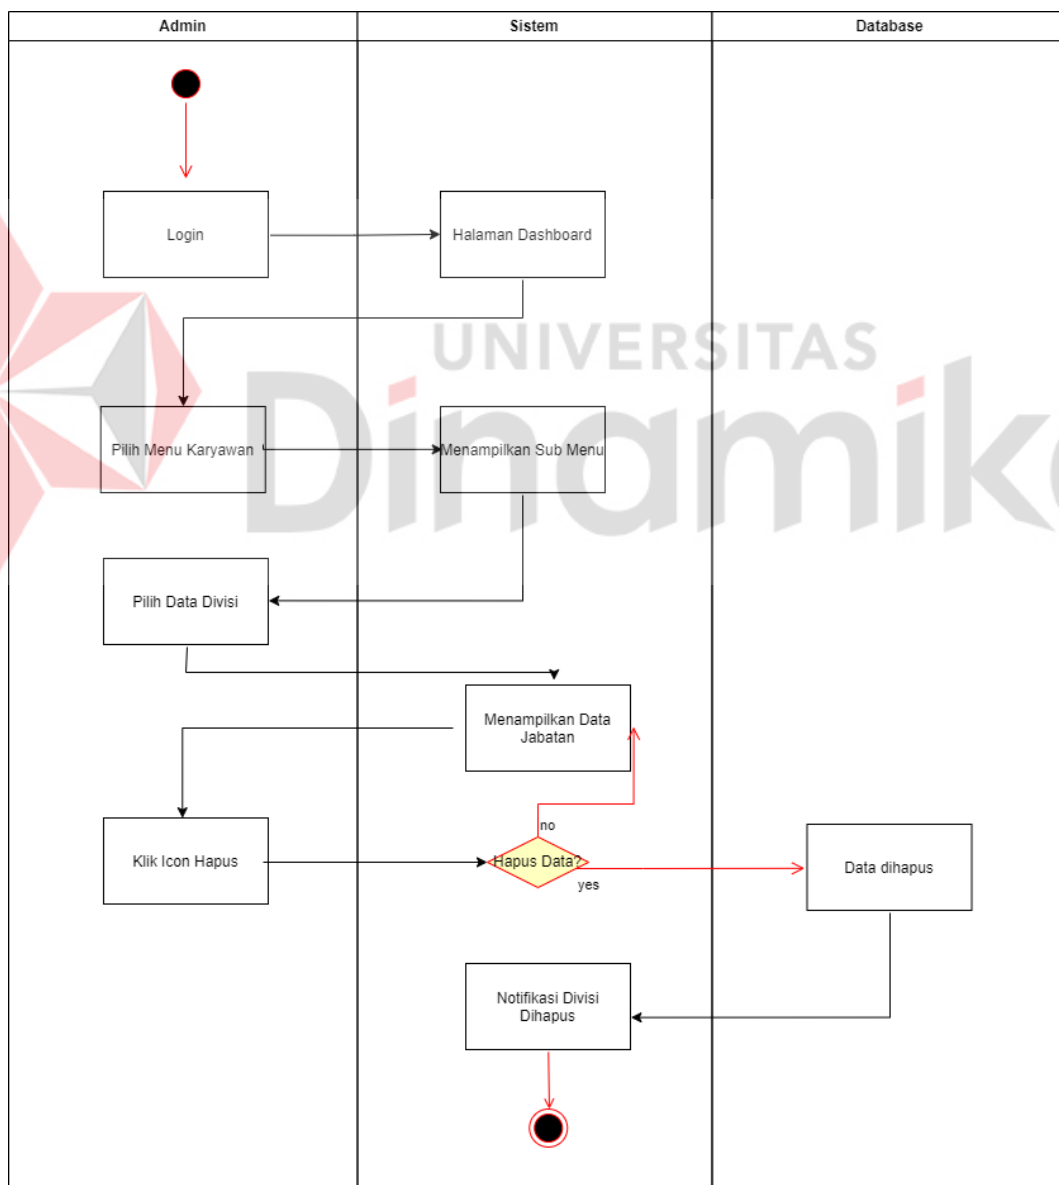 Admin
Sistem
Database
Login
Halaman Dashboard
UNIVERSITAS
Dinamika
Pilih Menu Karyawan
Menampilkan Sub Menu
Pilih Data Divisi
Menampilkan Data
Jabatan
no
Klik Icon Hapus
Hapus Data?
yes
Data dihapus
Notifikasi Divisi
Dihapus